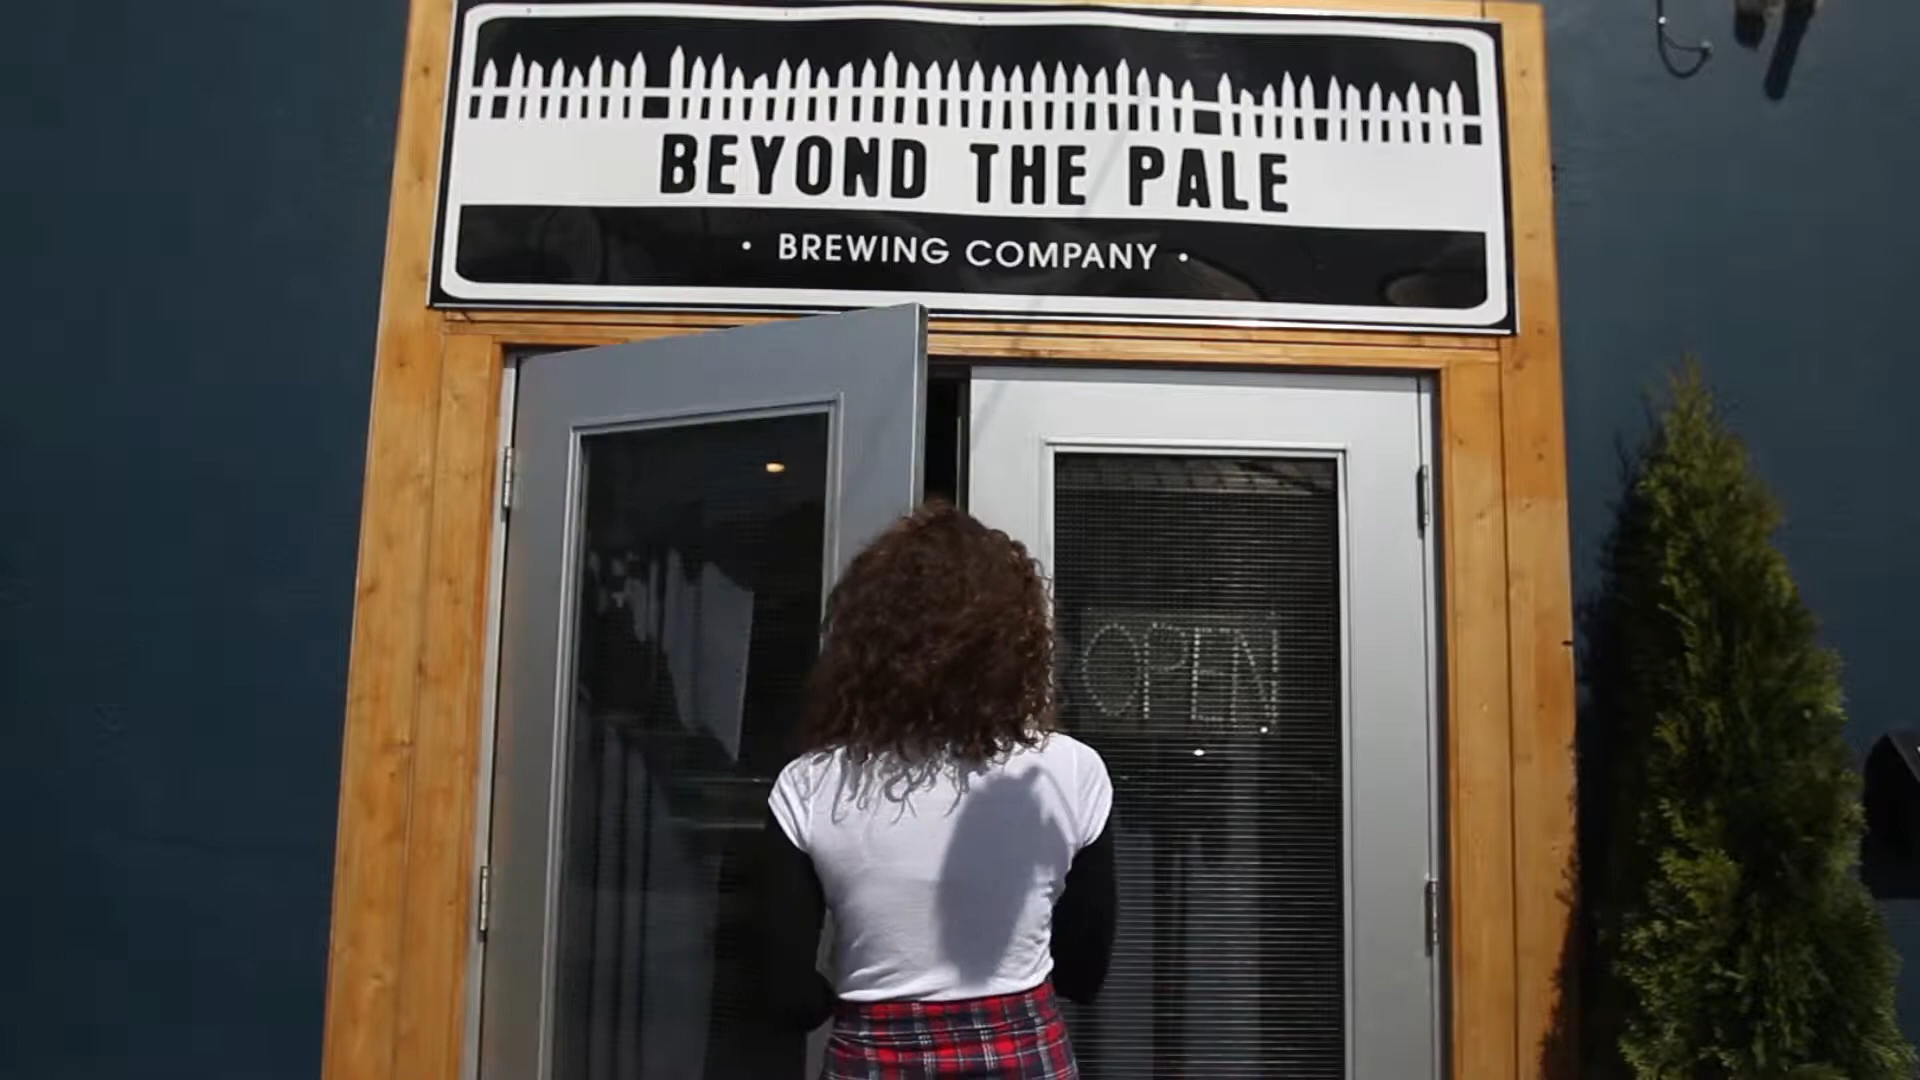 BEYOND THE PALE
• BREWING COMPANY •
OPEN